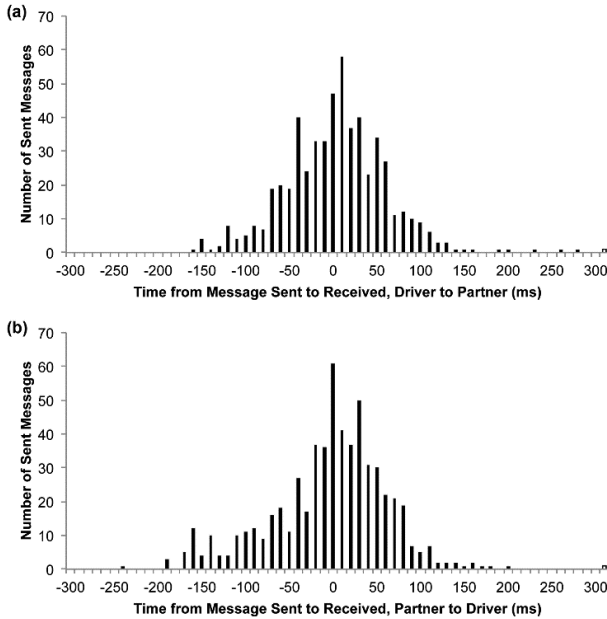 (a)
70
60
50
40
30
20
10
0
Number of Sent Messages
-300 -250 -200 -150 -100 -50 0 50 100 150 200 250 300
Time from Message Sent to Received, Driver to Partner (ms)
(b)
70
60
50
40
30
20
10
0
Number of Sent Messages
-300 -250 -200 -150 -100 -50 0 50 100 150 200 250 300
Time from Message Sent to Received, Partner to Driver (ms)